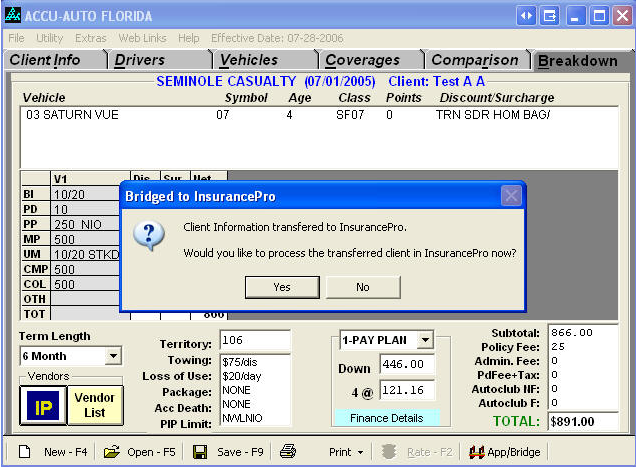 ACCU-AUTO FLORIDA
File Utility Extras Web Links Help Effective Date: 07-28-2006
Client Info Drivers Vehicles Coverages Comparison Breakdown
SEMINOLE CASUALTY (07/01/2005) Client: Test A A
Vehicle Symbol Age Class Points Discount/Surcharge
03 SATURN VUE 07 4 SF07 0 TRN SDR HOM BAG/
V1 Dis Sur Net
BI 10/20
PD 10
PP 250 NIO
MP 500
UM 10/20 STKD
CMP 500
COL 500
OTH
TOT 866
Bridged to InsurancePro
Client Information transfered to InsurancePro.
Would you like to process the transferred client in InsurancePro now?
Yes No
Term Length
6 Month
Vendors
IP
Vendor
List
Territory: 106
Towing: $75/dis
Loss of Use: $20/day
Package: NONE
Acc Death: NONE
PIP Limit: NWLNIO
1-PAY PLAN
Down 446.00
4 @ 121.16
Finance Details
Subtotal: 866.00
Policy Fee: 25
Admin. Fee: 0
PdFee+Tax: 0
Autoclub NF: 0
Autoclub F: 0
TOTAL: $891.00
New - F4 Open - F5 Save - F9 Print Rate - F2 App/Bridge